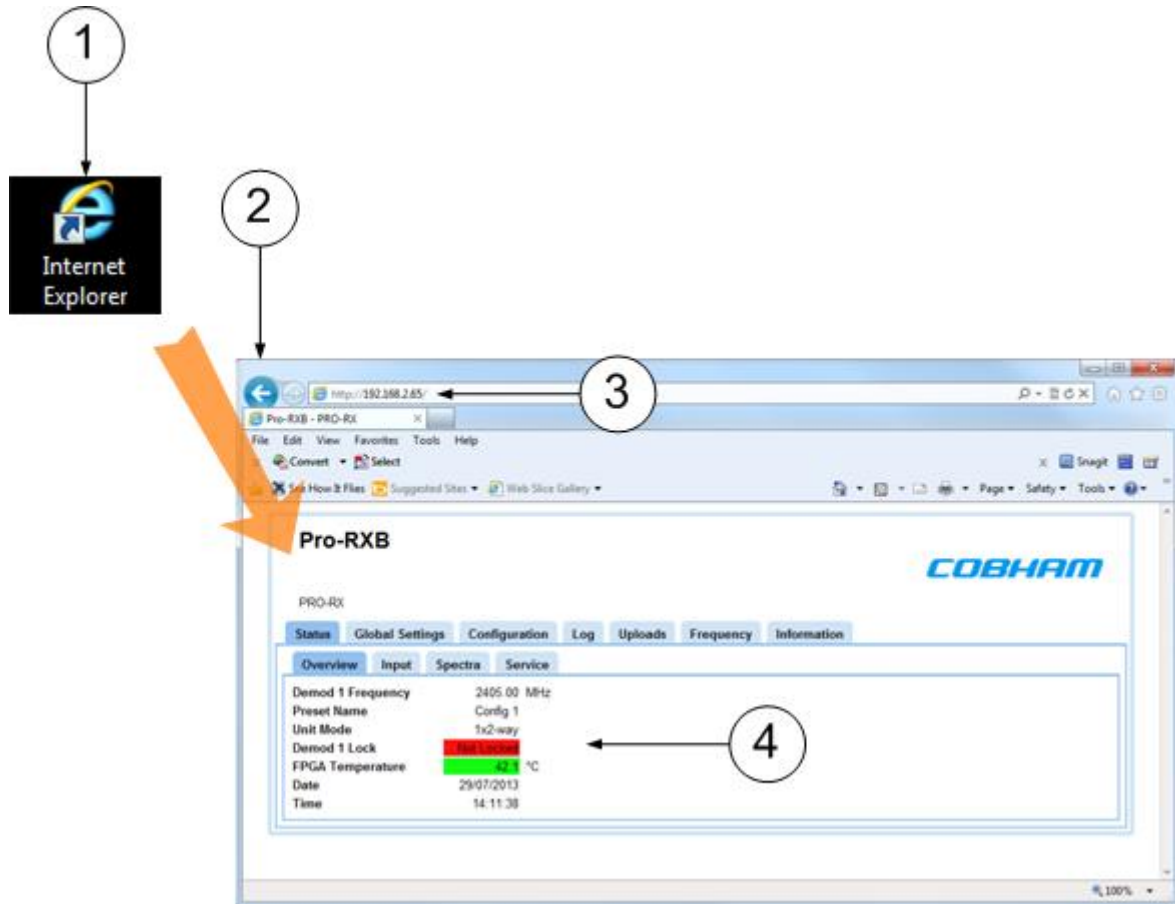 1
Internet
Explorer
2
http://192.168.2.65/
3
Pro-RXB - PRO-RX
File Edit View Favorites Tools Help
x Convert Select
x Snagit
See How It Flies Suggested Sites Web Slice Gallery
Page Safety Tools
Pro-RXB
COBHAM
PRO-RX
Status Global Settings Configuration Log Uploads Frequency Information
Overview Input Spectra Service
Demod 1 Frequency 2405.00 MHz
Preset Name Config 1
Unit Mode 1x2-way
4
Demod 1 Lock Not Locked
FPGA Temperature 42.1 °C
Date 29/07/2013
Time 14:11:38
100%